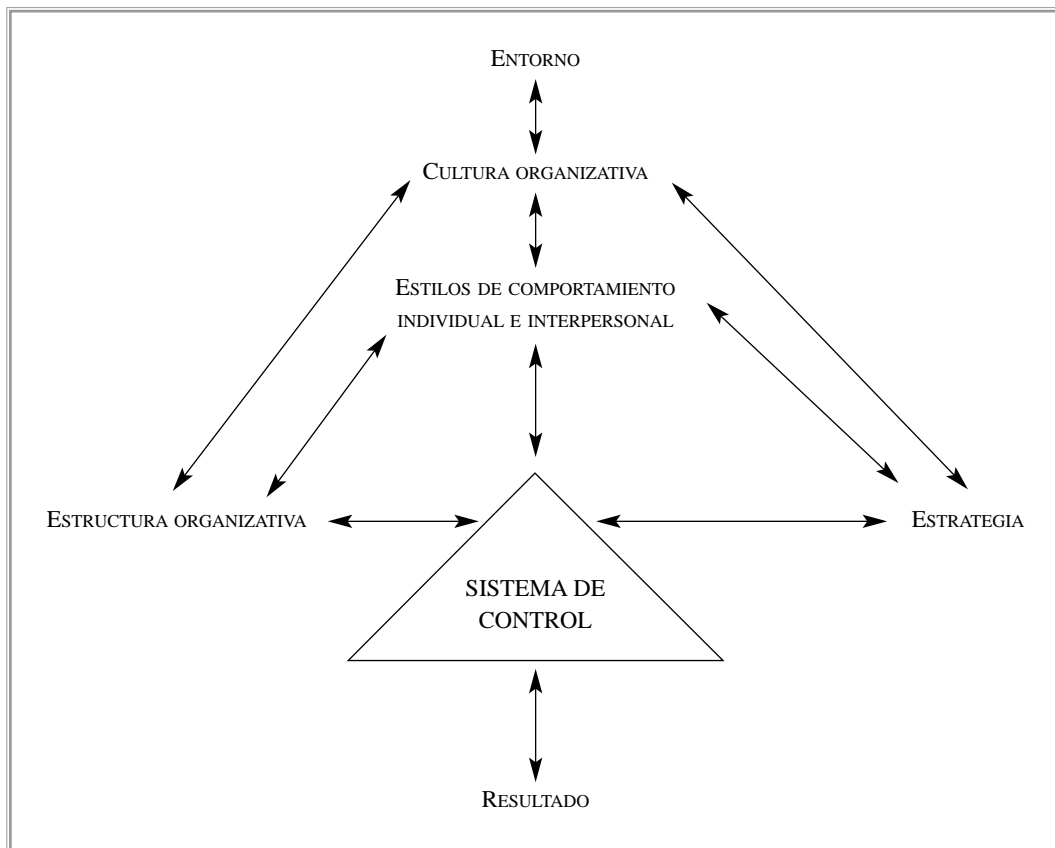 ENTORNO
CULTURA ORGANIZATIVA
ESTILOS DE COMPORTAMIENTO
INDIVIDUAL E INTERPERSONAL
ESTRUCTURA ORGANIZATIVA
ESTRATEGIA
SISTEMA DE
CONTROL
RESULTADO